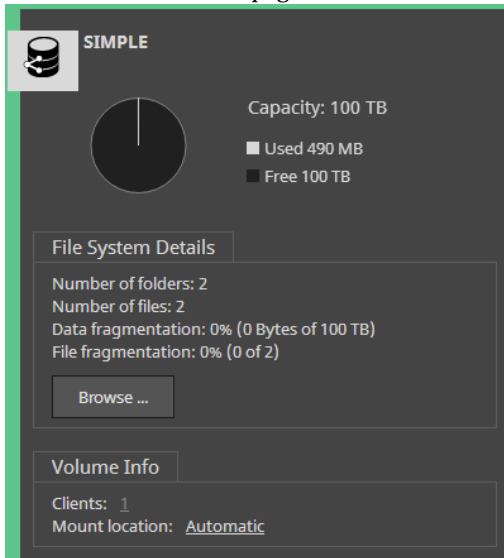 SIMPLE
Capacity: 100 TB
Used 490 MB
Free 100 TB
File System Details
Number of folders: 2
Number of files: 2
Data fragmentation: 0% (0 Bytes of 100 TB)
File fragmentation: 0% (0 of 2)
Browse ...
Volume Info
Clients: 1
Mount location: Automatic